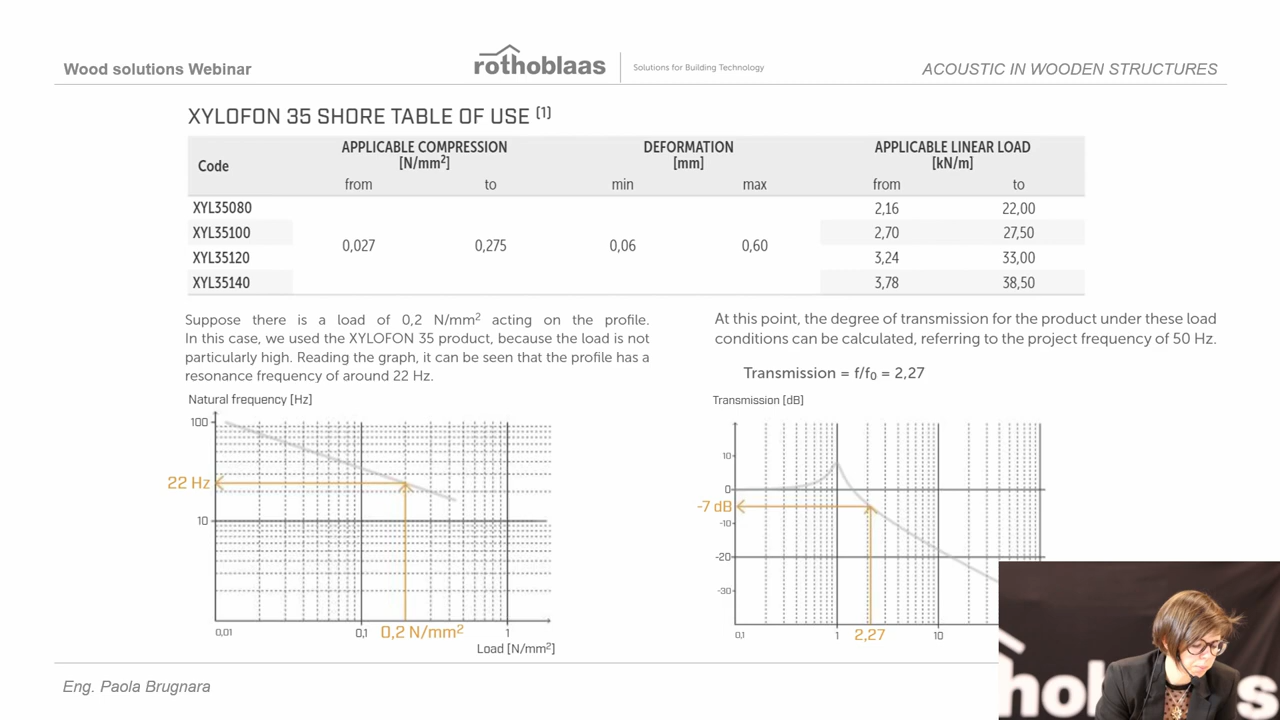 Wood solutions Webinar
rothoblaas
Solutions for Building Technology
ACOUSTIC IN WOODEN STRUCTURES
XYLOFON 35 SHORE TABLE OF USE (1)
Code
APPLICABLE COMPRESSION
[N/mm²]
DEFORMATION
[mm]
APPLICABLE LINEAR LOAD
[kN/m]
from to min max from to
XYL35080 2,16 22,00
XYL35100 2,70 27,50
0,027 0,275 0,06 0,60
XYL35120 3,24 33,00
XYL35140 3,78 38,50
Suppose there is a load of 0,2 N/mm² acting on the profile.
In this case, we used the XYLOFON 35 product, because the load is not
particularly high. Reading the graph, it can be seen that the profile has a
resonance frequency of around 22 Hz.
Natural frequency [Hz]
100
22 Hz
10
0,01 0,1 0,2 N/mm² 1
Load [N/mm²]
At this point, the degree of transmission for the product under these load
conditions can be calculated, referring to the project frequency of 50 Hz.
Transmission = f/f₀ = 2,27
Transmission [dB]
10
0
-7 dB
-10
-20
-30
0,1 1 2,27 10
Eng. Paola Brugnara